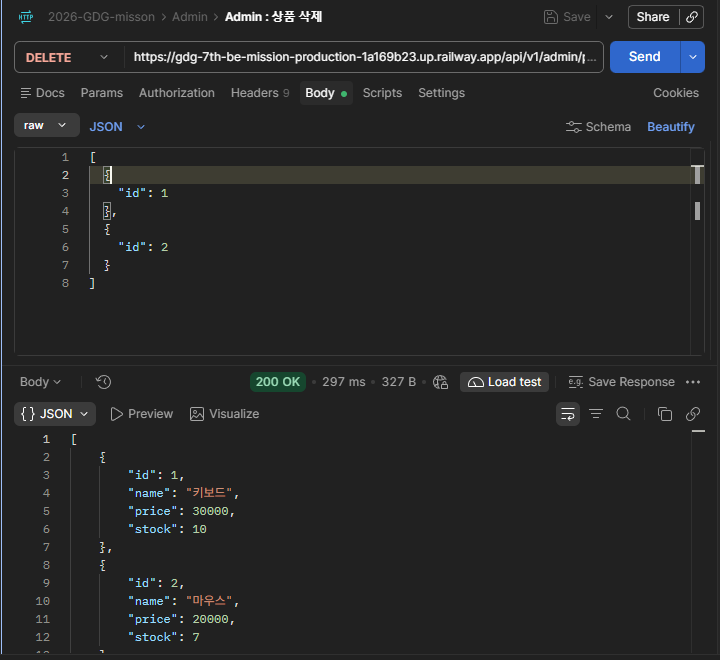 HTTP 2026-GDG-misson > Admin > Admin : 상품 삭제 Save Share
DELETE https://gdg-7th-be-mission-production-1a169b23.up.railway.app/api/v1/admin/p... Send
Docs Params Authorization Headers 9 Body Scripts Settings Cookies
raw JSON Schema Beautify
1 [
2 {
3 "id": 1
4 },
5 {
6 "id": 2
7 }
8 ]
Body 200 OK 297 ms 327 B Load test e.g. Save Response
{} JSON Preview Visualize
1 [
2 {
3 "id": 1,
4 "name": "키보드",
5 "price": 30000,
6 "stock": 10
7 },
8 {
9 "id": 2,
10 "name": "마우스",
11 "price": 20000,
12 "stock": 7